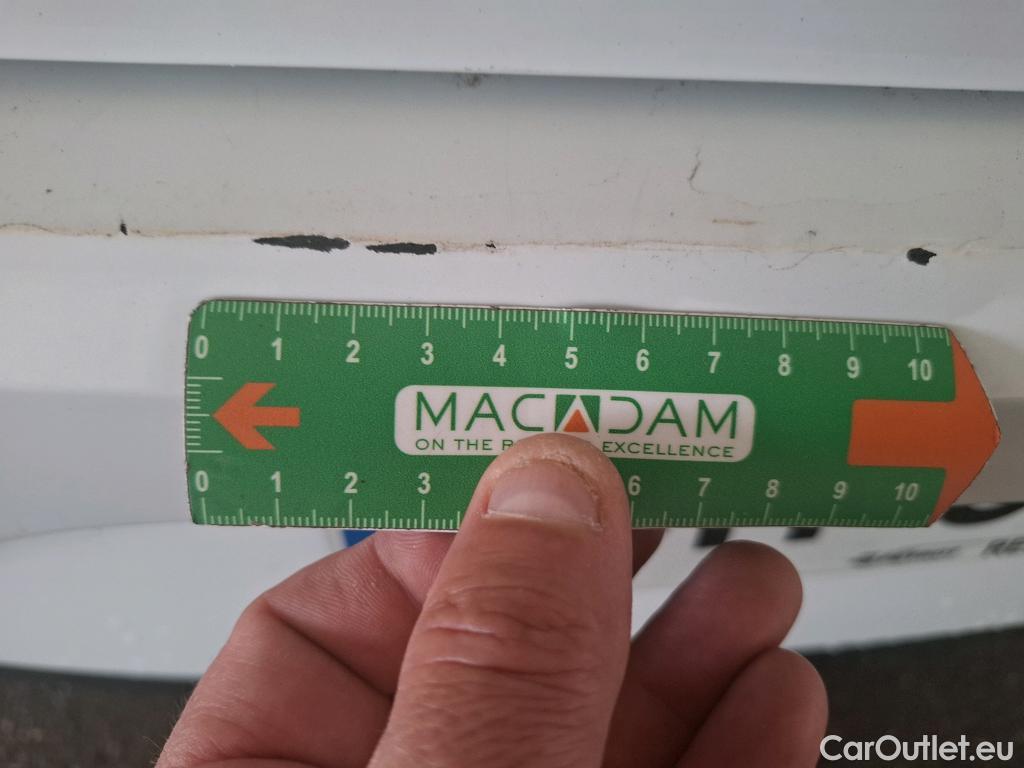 0 1 2 3 4 5 6 7 8 9 10
MACADAM
ON THE EXCELLENCE
0 1 2 3 6 7 8 9 10
CarOutlet.eu